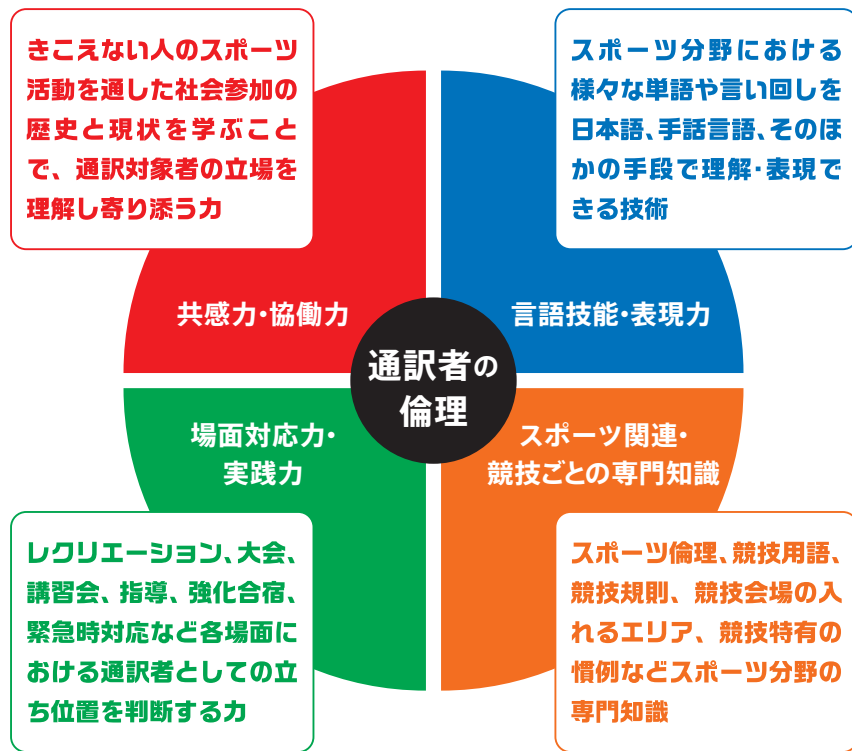 きこえない人のスポーツ
活動を通した社会参加の
歴史と現状を学ぶこと
で、通訳対象者の立場を
理解し寄り添う力
スポーツ分野における
様々な単語や言い回しを
日本語、手話言語、そのほ
かの手段で理解・表現で
きる技術
共感力・協働力
言語技能・表現力
通訳者の
倫理
場面対応力・
実践力
スポーツ関連・
競技ごとの専門知識
レクリエーション、大会、
講習会、指導、強化合宿、
緊急時対応など各場面に
おける通訳者としての立
ち位置を判断する力
スポーツ倫理、競技用語、
競技規則、競技会場の入
れるエリア、競技特有の
慣例などスポーツ分野の
専門知識